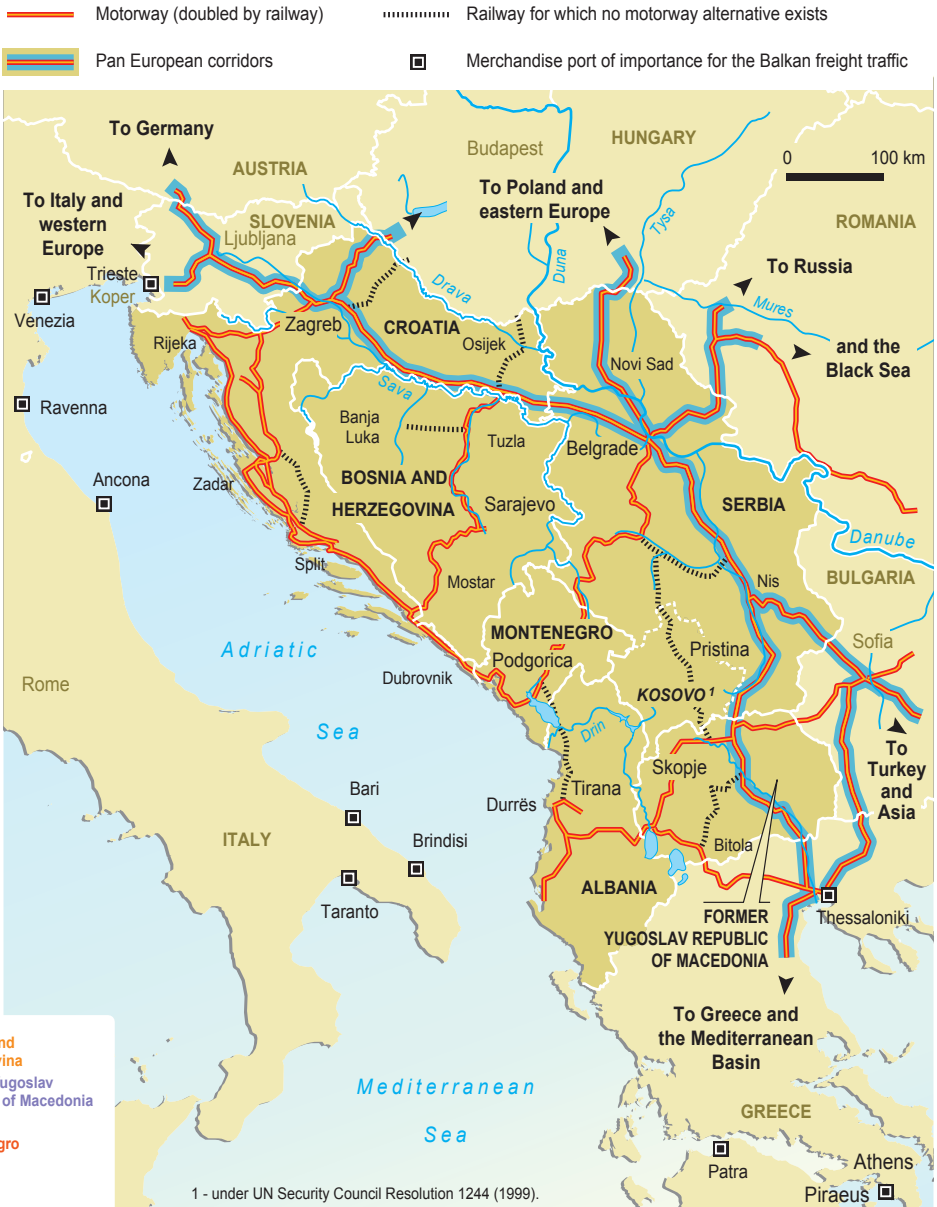 Motorway (doubled by railway)
Railway for which no motorway alternative exists
Pan European corridors
Merchandise port of importance for the Balkan freight traffic
To Germany
HUNGARY
Budapest
0 100 km
AUSTRIA
To Italy and
western
Europe
To Poland and
eastern Europe
Tysa
ROMANIA
SLOVENIA
Ljubljana
Duna
To Russia
Trieste
Koper
Drava
Mures
Venezia
Zagreb
CROATIA
Rijeka
Osijek
and the
Black Sea
Novi Sad
Sava
Ravenna
Banja
Luka
Tuzla
Belgrade
Ancona
Zadar
BOSNIA AND
HERZEGOVINA
Sarajevo
SERBIA
Danube
Split
Mostar
Nis
BULGARIA
MONTENEGRO
Podgorica
Pristina
Sofia
Adriatic
Sea
Rome
Dubrovnik
KOSOVO 1
Drin
To
Turkey
and
Asia
Skopje
Bari
Durrës
Tirana
ITALY
Brindisi
Bitola
Taranto
ALBANIA
Thessaloniki
FORMER
YUGOSLAV REPUBLIC
OF MACEDONIA
To Greece and
the Mediterranean
Basin
nd
vina
ugoslav
of Macedonia
gro
Mediterranean
Sea
GREECE
Patra
Athens
Piraeus
1 - under UN Security Council Resolution 1244 (1999).